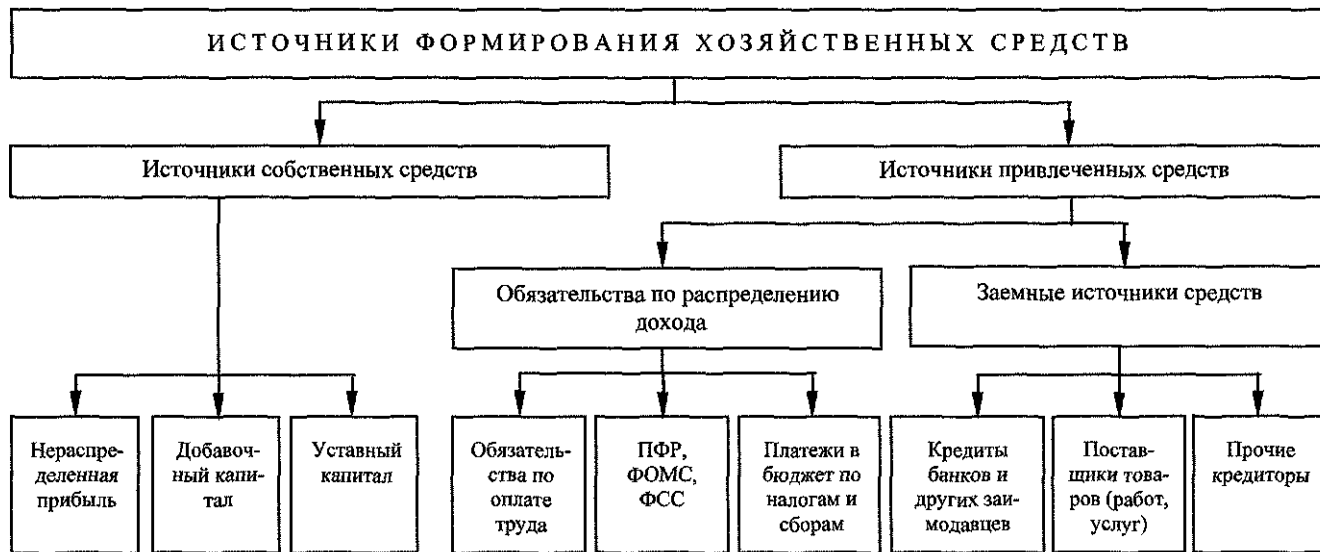 ИСТОЧНИКИ ФОРМИРОВАНИЯ ХОЗЯЙСТВЕННЫХ СРЕДСТВ
Источники собственных средств
Источники привлеченных средств
Обязательства по распределению
дохода
Заемные источники средств
Нераспре-
деленная
прибыль
Добавоч-
ный капи-
тал
Уставный
капитал
Обязатель-
ства по
оплате
труда
ПФР,
ФОМС,
ФСС
Платежи в
бюджет по
налогам и
сборам
Кредиты
банков и
других заи-
модавцев
Постав-
щики това-
ров (работ,
услуг)
Прочие
кредиторы